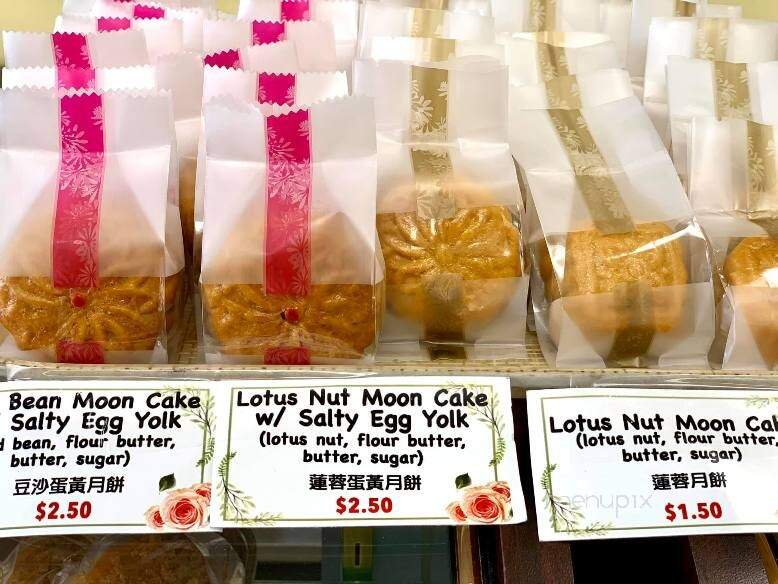 Bean Moon Cake
Salty Egg Yolk
bean, flour butter,
butter, sugar)
豆沙蛋黃月餅
$2.50
Lotus Nut Moon Cake
w/ Salty Egg Yolk
(lotus nut, flour butter,
butter, sugar)
蓮蓉蛋黃月餅
$2.50
Lotus Nut Moon
(lotus nut, flour butter,
butter, sugar)
蓮蓉月餅
$1.50
menupix